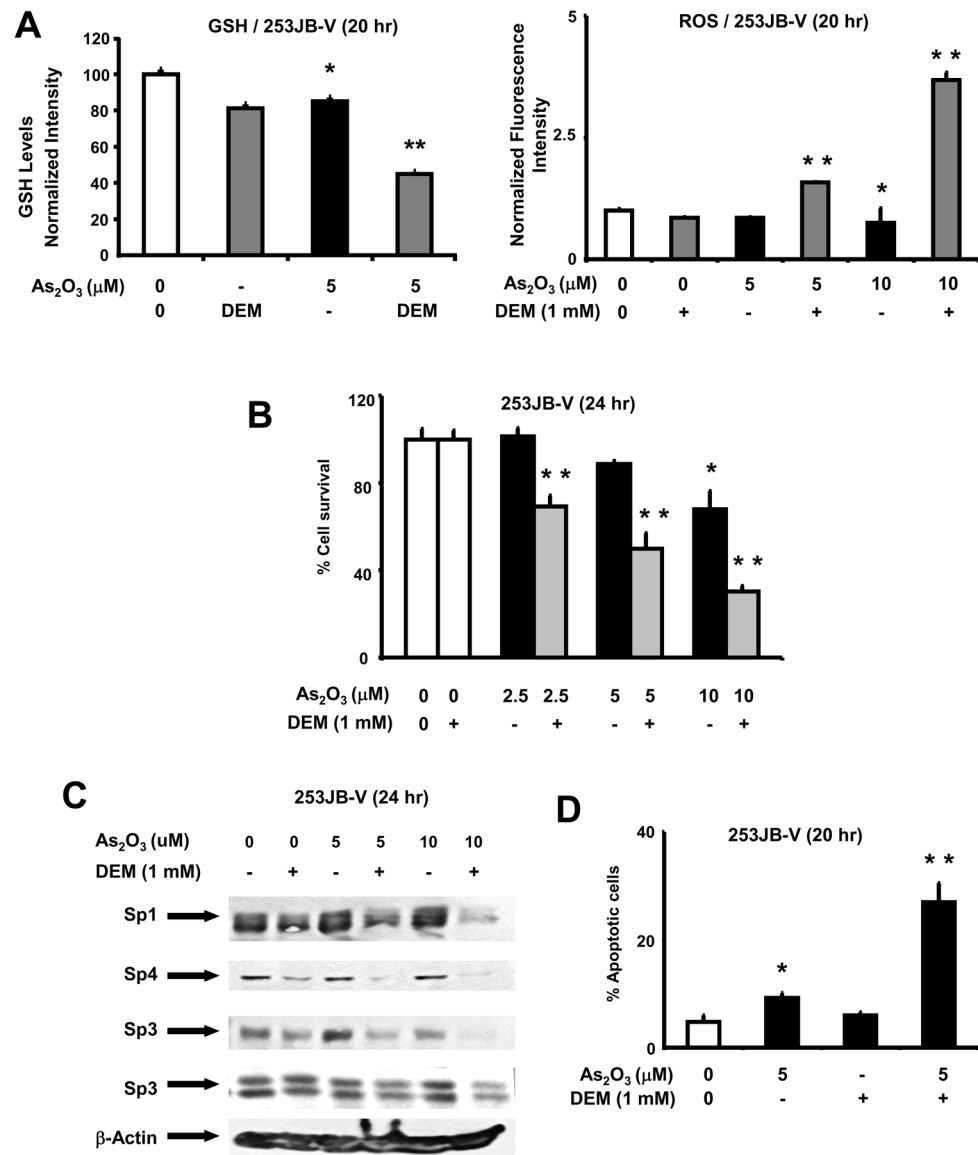 A
GSH / 253JB-V (20 hr)
GSH Levels
Normalized Intensity
120
100
80
60
40
20
0
*
**
As2O3 (μM) 0 - 5 5
0 DEM - DEM
ROS / 253JB-V (20 hr)
Normalized Fluorescence
Intensity
5
2.5
0
* *
*
* *
As2O3 (μM) 0 0 5 5 10 10
DEM (1 mM) 0 + - + - +
B
253JB-V (24 hr)
% Cell survival
120
80
40
0
* *
* *
*
* *
As2O3 (μM) 0 0 2.5 2.5 5 5 10 10
DEM (1 mM) 0 + - + - + - +
C
253JB-V (24 hr)
As2O3 (uM) 0 0 5 5 10 10
DEM (1 mM) - + - + - +
Sp1
Sp4
Sp3
Sp3
β-Actin
D
253JB-V (20 hr)
% Apoptotic cells
40
20
0
*
* *
As2O3 (μM) 0 5 - 5
DEM (1 mM) 0 - + +